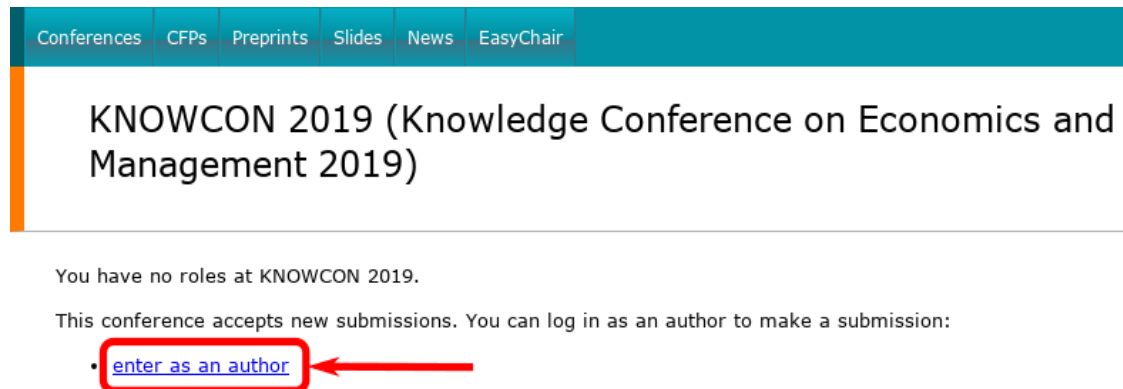 Conferences CFPs Preprints Slides News EasyChair
KNOWCON 2019 (Knowledge Conference on Economics and
Management 2019)
You have no roles at KNOWCON 2019.
This conference accepts new submissions. You can log in as an author to make a submission:
• enter as an author